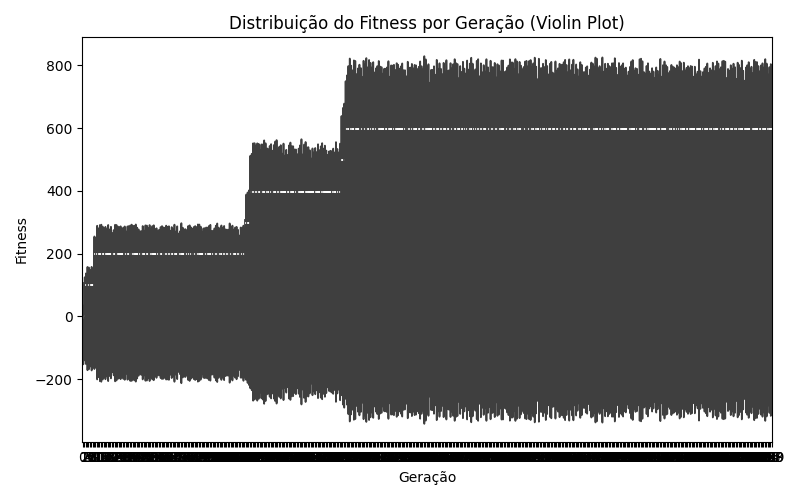 Distribuição do Fitness por Geração (Violin Plot)
800
600
400
200
0
−200
Fitness
Geração